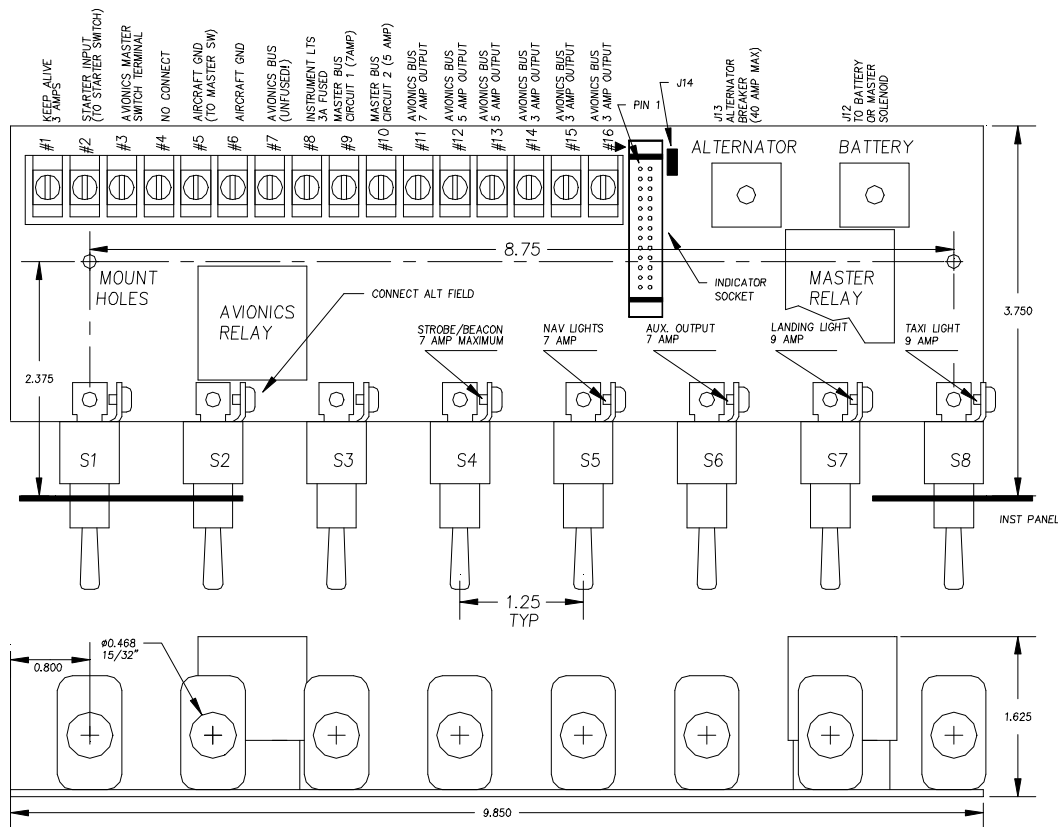 KEEP ALIVE
3 AMPS
STARTER INPUT
(TO STARTER SWITCH)
AVIONICS MASTER
SWITCH TERMINAL
NO CONNECT
AIRCRAFT GND
(TO MASTER SW)
AIRCRAFT GND
AVIONICS BUS
(UNFUSED!)
INSTRUMENT LTS
3A FUSED
MASTER BUS
CIRCUIT 1 (7AMP)
MASTER BUS
CIRCUIT 2 (5 AMP)
AVIONICS BUS
7 AMP OUTPUT
AVIONICS BUS
5 AMP OUTPUT
AVIONICS BUS
5 AMP OUTPUT
AVIONICS BUS
3 AMP OUTPUT
AVIONICS BUS
3 AMP OUTPUT
AVIONICS BUS
3 AMP OUTPUT
J14
PIN 1
J13
ALTERNATOR
BREAKER
(40 AMP MAX)
J12
TO BATTERY
OR MASTER
SOLENOID
#1
#2
#3
#4
#5
#6
#7
#8
#9
#10
#11
#12
#13
#14
#15
#16
ALTERNATOR
BATTERY
8.75
MOUNT
HOLES
AVIONICS
RELAY
CONNECT ALT FIELD
INDICATOR
SOCKET
MASTER
RELAY
3.750
2.375
STROBE/BEACON
7 AMP MAXIMUM
NAV LIGHTS
7 AMP
AUX. OUTPUT
7 AMP
LANDING LIGHT
9 AMP
TAXI LIGHT
9 AMP
S1
S2
S3
S4
S5
S6
S7
S8
INST PANEL
1.25
TYP
0.800
ø0.468
15/32"
1.625
9.850